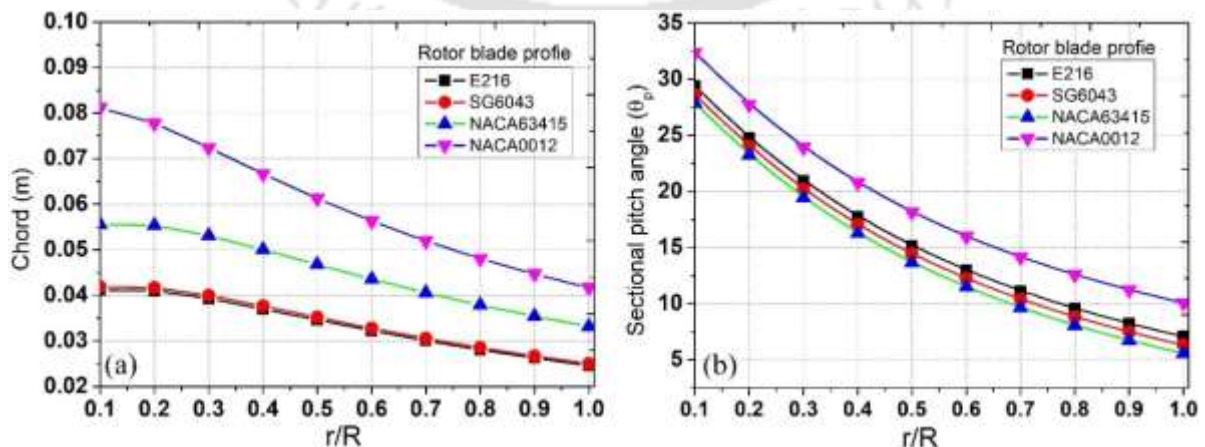 0.10
0.09
0.08
0.07
0.06
0.05
0.04
0.03
0.02
Chord (m)
Rotor blade profie
E216
SG6043
NACA63415
NACA0012
(a)
0.1 0.2 0.3 0.4 0.5 0.6 0.7 0.8 0.9 1.0
r/R
35
30
25
20
15
10
5
Sectional pitch angle (θp)
Rotor blade profie
E216
SG6043
NACA63415
NACA0012
(b)
0.1 0.2 0.3 0.4 0.5 0.6 0.7 0.8 0.9 1.0
r/R